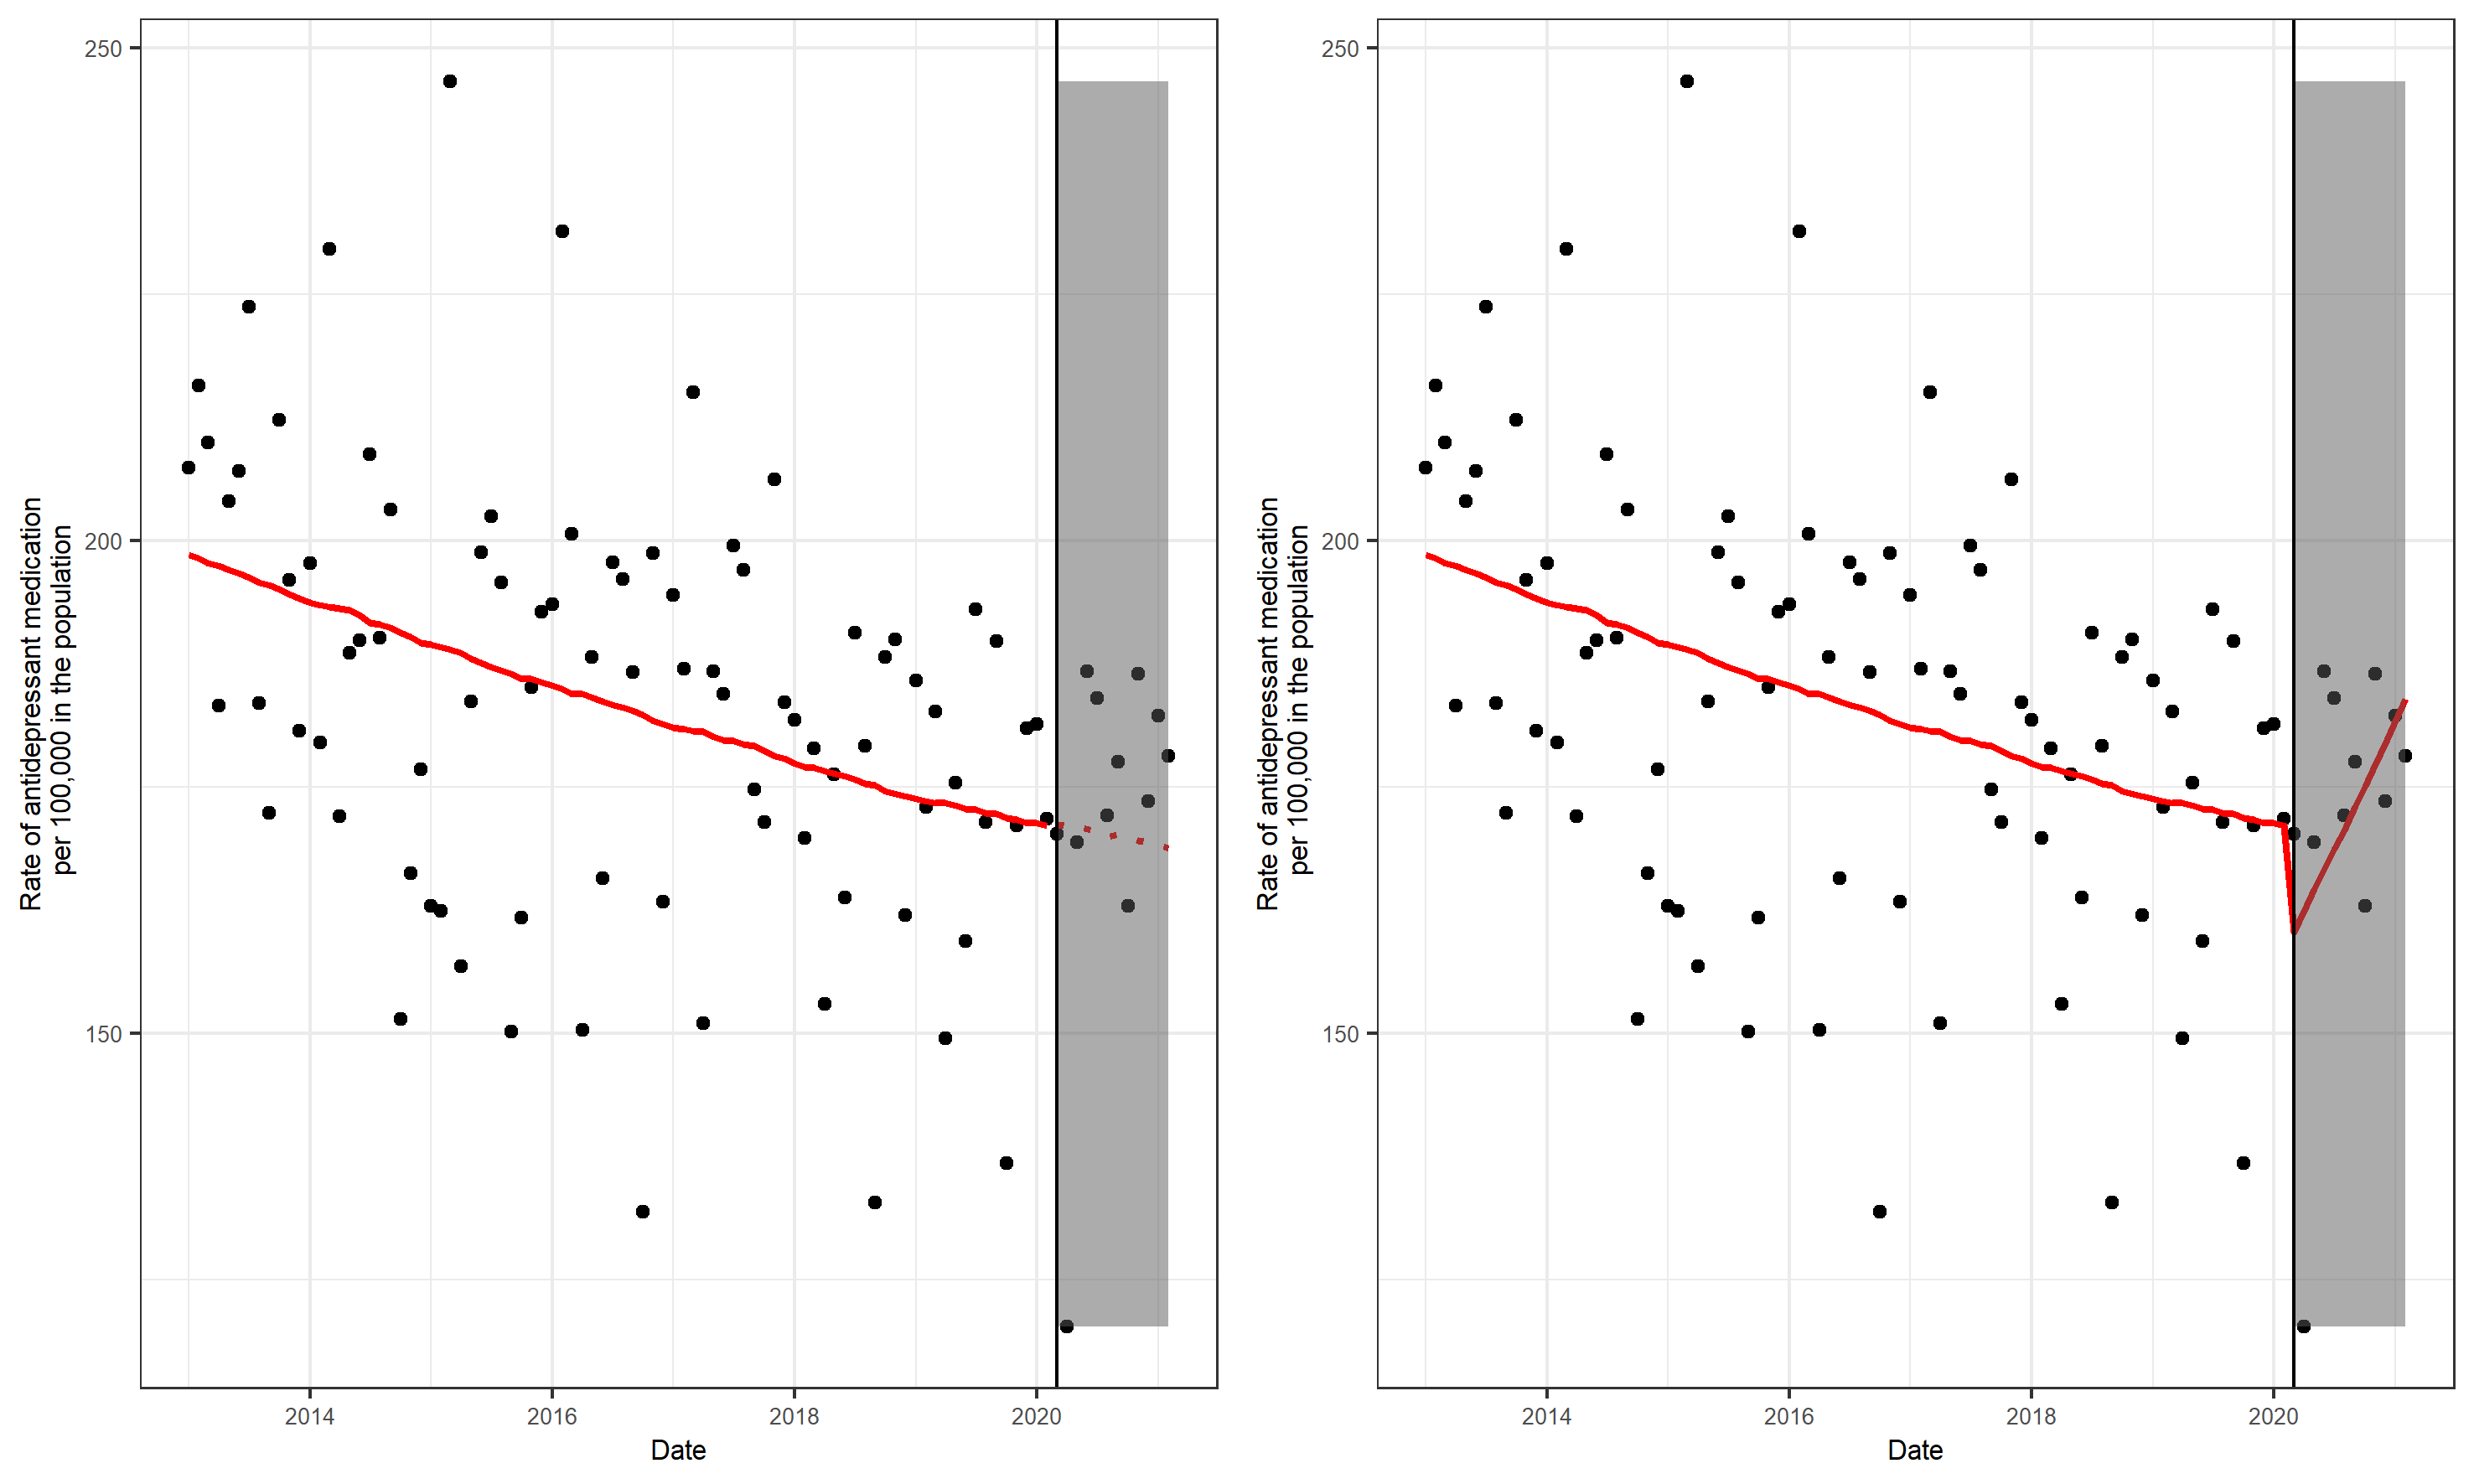 250
200
150
Rate of antidepressant medication
per 100,000 in the population
2014
2016
2018
2020
Date
250
200
150
Rate of antidepressant medication
per 100,000 in the population
2014
2016
2018
2020
Date